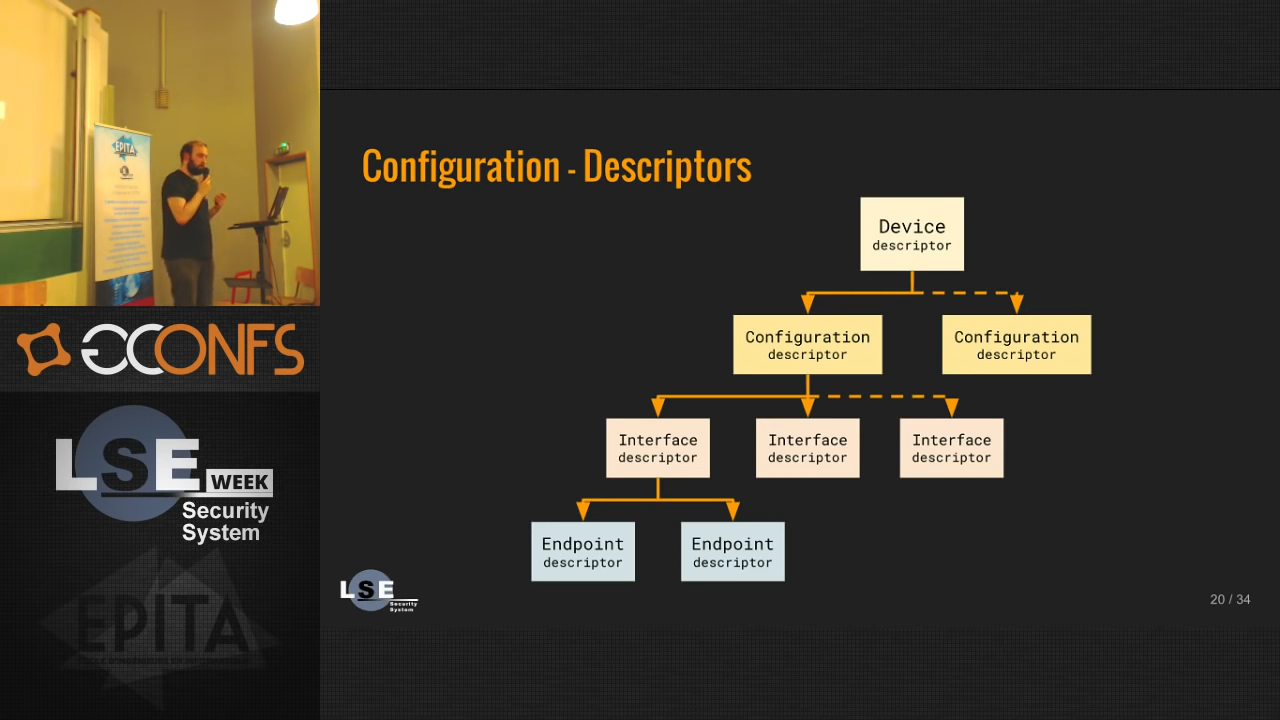 EPITA
GCONFS
LSE WEEK
Security
System
EPITA
Configuration - Descriptors
Device
descriptor
Configuration
descriptor
Configuration
descriptor
Interface
descriptor
Interface
descriptor
Interface
descriptor
Endpoint
descriptor
Endpoint
descriptor
LSE
Security
System
20 / 34